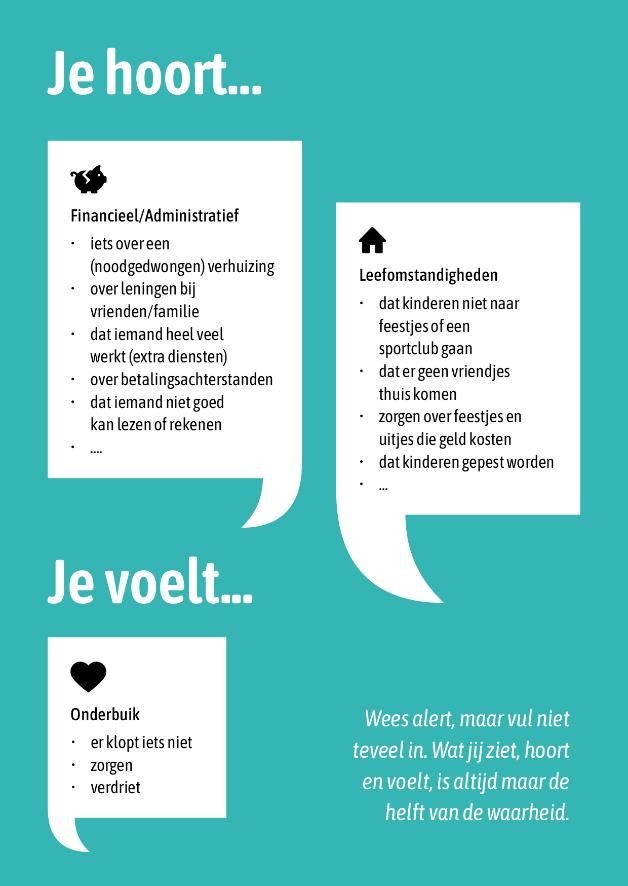 Je hoort...
Financieel/Administratief
· iets over een
(noodgedwongen) verhuizing
· over leningen bij
vrienden/familie
· dat iemand heel veel
werkt (extra diensten)
· over betalingsachterstanden
· dat iemand niet goed
kan lezen of rekenen
· ....
Leefomstandigheden
· dat kinderen niet naar
feestjes of een
sportclub gaan
· dat er geen vriendjes
thuis komen
· zorgen over feestjes en
uitjes die geld kosten
· dat kinderen gepest worden
· ...
Je voelt...
Onderbuik
· er klopt iets niet
· zorgen
· verdriet
Wees alert, maar vul niet
teveel in. Wat jij ziet, hoort
en voelt, is altijd maar de
helft van de waarheid.